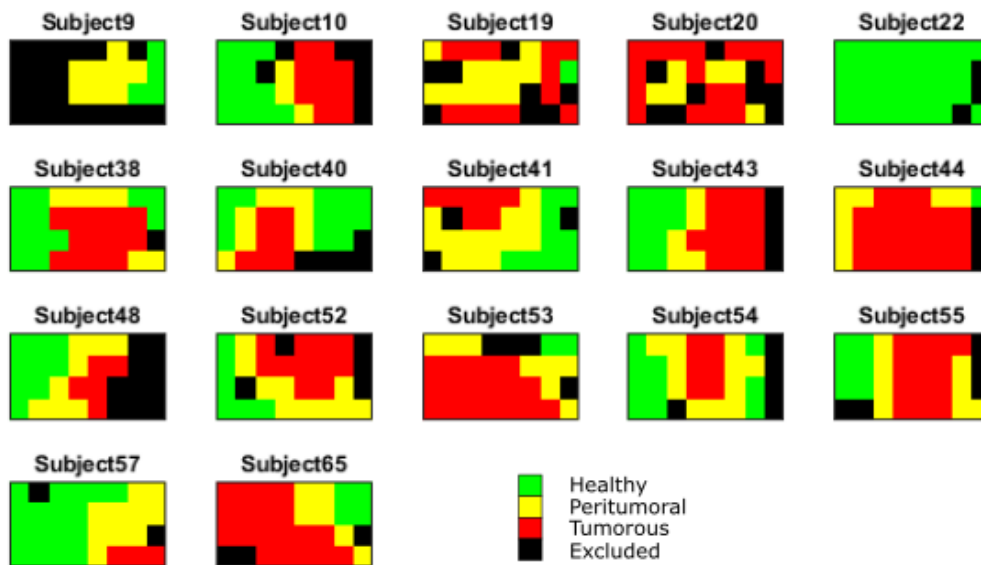 Subject9 Subject10 Subject19 Subject20 Subject22
Subject38 Subject40 Subject41 Subject43 Subject44
Subject48 Subject52 Subject53 Subject54 Subject55
Subject57 Subject65
Healthy
Peritumoral
Tumorous
Excluded